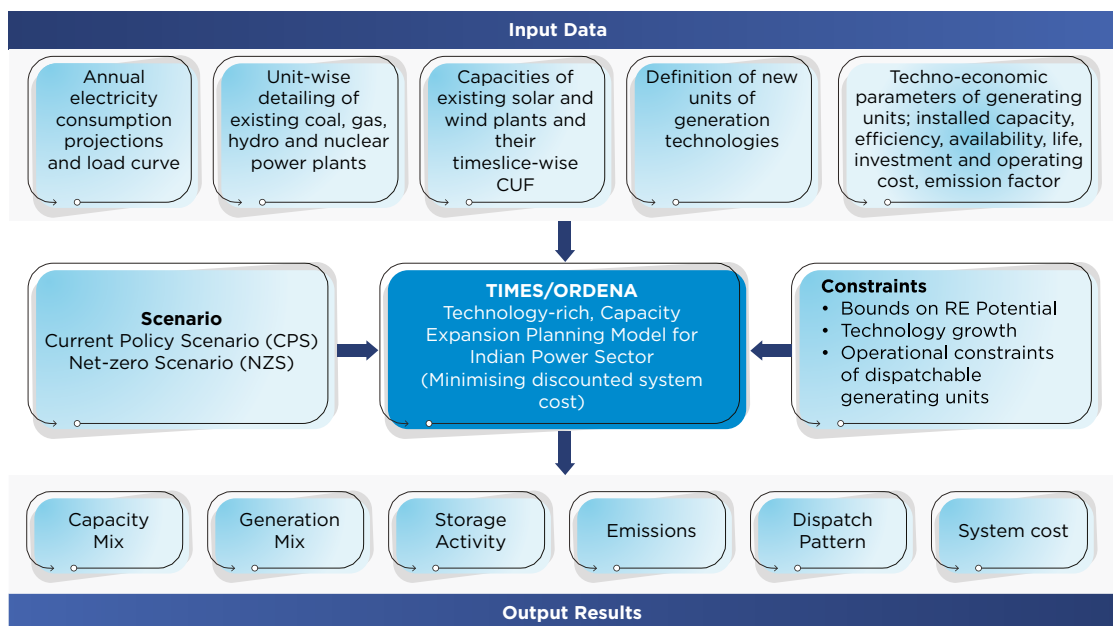 Input Data
Annual
electricity
consumption
projections
and load curve
Unit-wise
detailing of
existing coal, gas,
hydro and nuclear
power plants
Capacities of
existing solar and
wind plants and
their
timeslice-wise
CUF
Definition of new
units of
generation
technologies
Techno-economic
parameters of generating
units; installed capacity,
efficiency, availability, life,
investment and operating
cost, emission factor
Scenario
Current Policy Scenario (CPS)
Net-zero Scenario (NZS)
TIMES/ORDENA
Technology-rich, Capacity
Expansion Planning Model for
Indian Power Sector
(Minimising discounted system
cost)
Constraints
• Bounds on RE Potential
• Technology growth
• Operational constraints
of dispatchable
generating units
Capacity
Mix
Generation
Mix
Storage
Activity
Emissions
Dispatch
Pattern
System cost
Output Results